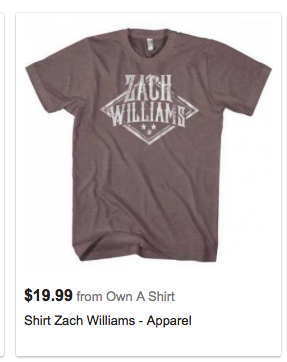 ZACH
WILLIAMS
$19.99 from Own A Shirt
Shirt Zach Williams - Apparel